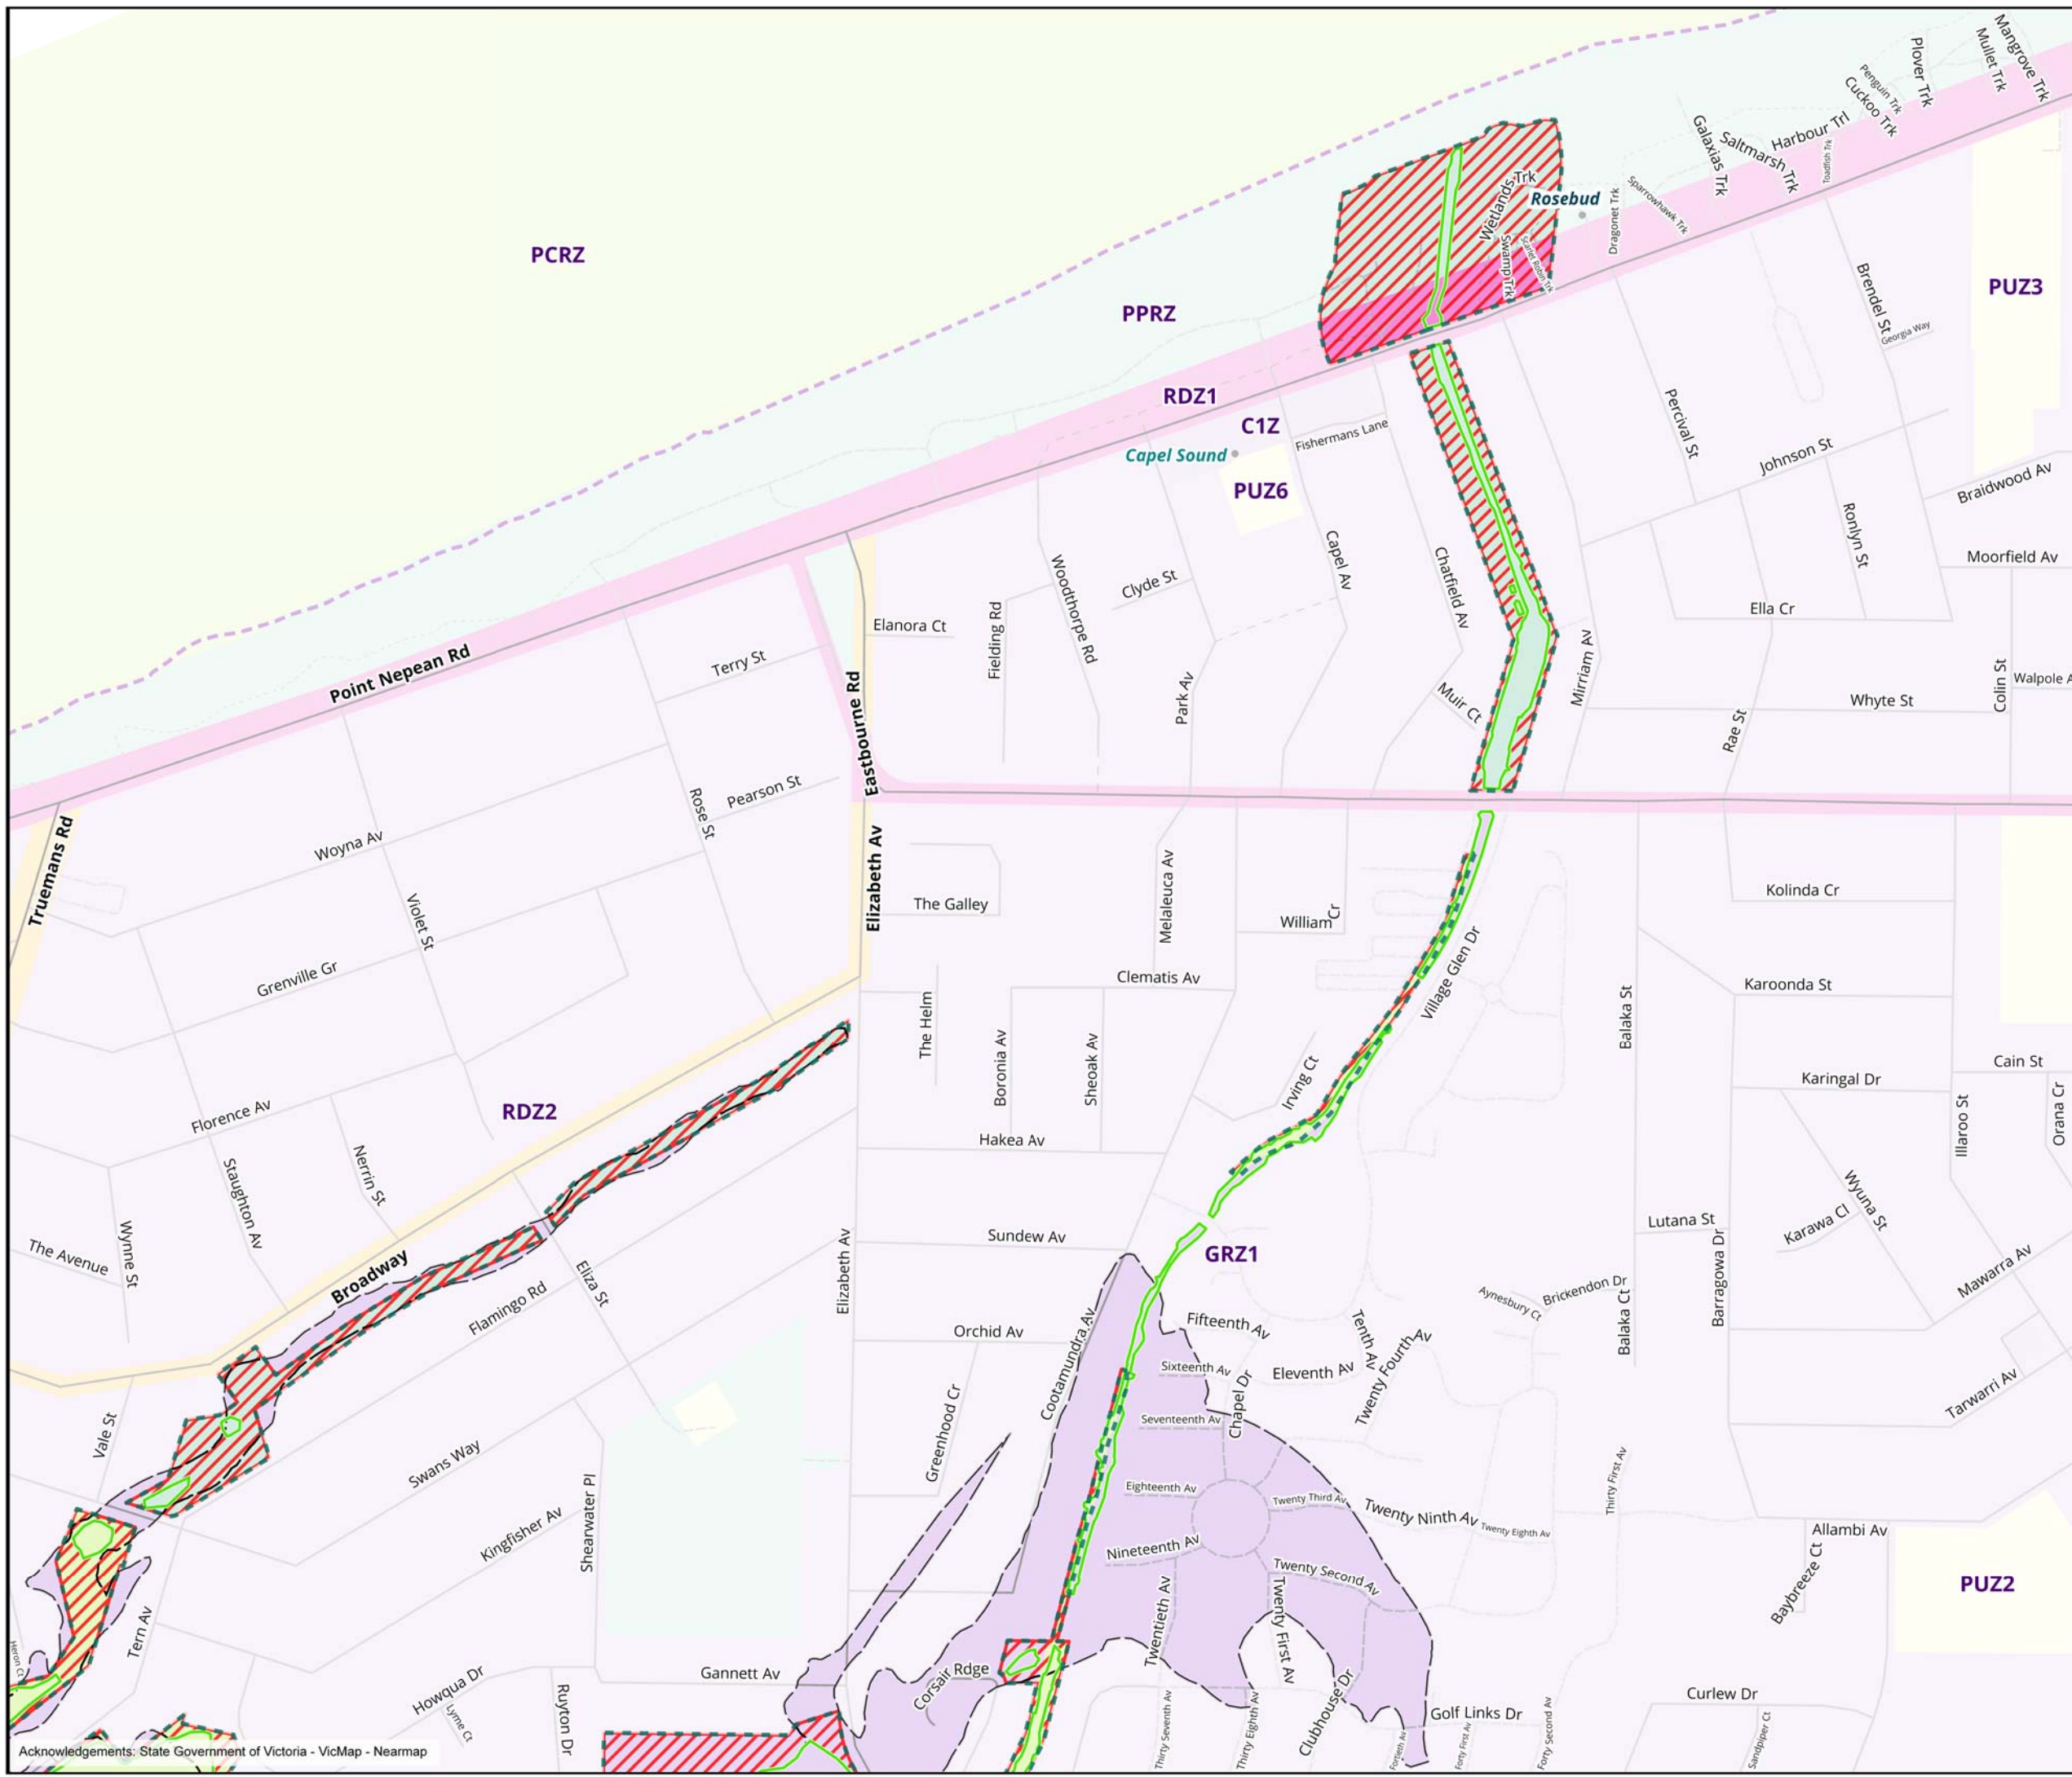 Mangrove Trk
Mullet Trk
Plover Trk
Penguin Trk
Cuckoo Trk
Harbour Trl
Saltmarsh Trk
Galaxias Trk
Toadfish Trk
Wetlands Trk
Rosebud
Dragonet Trk
Sparrowhawk Trk
Swamp Trk
Scarlet Robin Trk
PCRZ
PPRZ
PUZ3
Brendel St
Georgia Way
RDZ1
C1Z
Fishermans Lane
Capel Sound
PUZ6
Percival St
Johnson St
Braidwood Av
Ronlyn St
Moorfield Av
Capel Av
Chatfield Av
Woodthorpe Rd
Clyde St
Fielding Rd
Elanora Ct
Ella Cr
Point Nepean Rd
Terry St
Eastbourne Rd
Park Av
Muir Ct
Mirriam Av
Whyte St
Colin St
Walpole A
Rae St
Pearson St
Rose St
Woyna Av
Truemans Rd
Violet St
Elizabeth Av
The Galley
Melaleuca Av
William Cr
Kolinda Cr
Village Glen Dr
Grenville Gr
Clematis Av
Karoonda St
Balaka St
The Helm
Boronia Av
Sheoak Av
Irving Ct
Cain St
Karingal Dr
Illaroo St
Orana Cr
Florence Av
RDZ2
Hakea Av
Staughton Av
Nerrin St
Wynne St
The Avenue
Broadway
Elizabeth Av
Sundew Av
GRZ1
Lutana St
Karawa Cl
Wyuna St
Barragowa Dr
Mawarra Av
Eliza St
Flamingo Rd
Orchid Av
Cootamundra Av
Fifteenth Av
Aynesbury Ct
Brickendon Dr
Balaka Ct
Tenth Av
Twenty Fourth Av
Sixteenth Av
Eleventh Av
Chapel Dr
Tarwarri Av
Vale St
Swans Way
Greenhood Cr
Seventeenth Av
Eighteenth Av
Twenty Third Av
Twenty Ninth Av
Twenty Eighth Av
Thirty First Av
Allambi Av
Kingfisher Av
Shearwater Pl
Nineteenth Av
Twenty Second Av
Baybreeze Ct
PUZ2
Tern Av
Heron Ct
Twentieth Av
Twenty First Av
Gannett Av
Corsair Rdge
Howqua Dr
Lyme Ct
Ruyton Dr
Clubhouse Dr
Golf Links Dr
Curlew Dr
Thirty Seventh Av
Thirty Eighth Av
Fortieth Av
Forty First Av
Forty Second Av
Sandpiper Ct
Acknowledgements: State Government of Victoria - VicMap - Nearmap